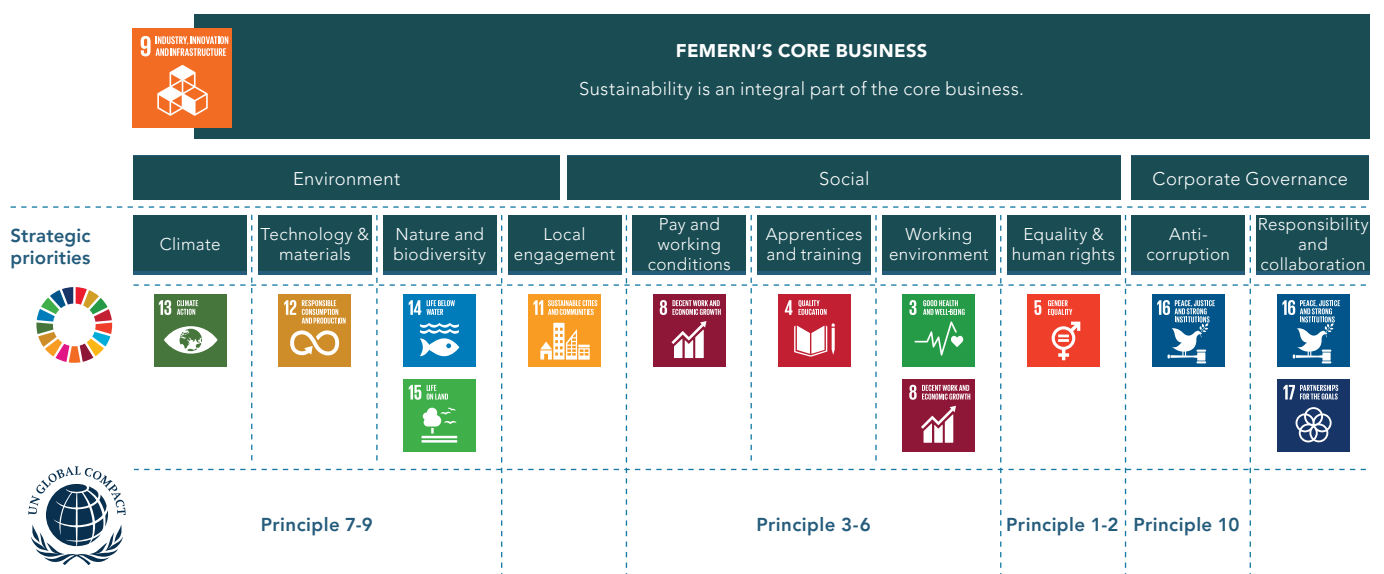 9 INDUSTRY, INNOVATION
AND INFRASTRUCTURE
FEMERN'S CORE BUSINESS
Sustainability is an integral part of the core business.
Environment
Social
Corporate Governance
Strategic
priorities
Climate
Technology &
materials
Nature and
biodiversity
Local
engagement
Pay and
working
conditions
Apprentices
and training
Working
environment
Equality &
human rights
Anti-
corruption
Responsibility
and
collaboration
13 CLIMATE
ACTION
12 RESPONSIBLE
CONSUMPTION
AND PRODUCTION
14 LIFE BELOW
WATER
11 SUSTAINABLE CITIES
AND COMMUNITIES
8 DECENT WORK AND
ECONOMIC GROWTH
4 QUALITY
EDUCATION
3 GOOD HEALTH
AND WELL-BEING
5 GENDER
EQUALITY
16 PEACE, JUSTICE
AND STRONG
INSTITUTIONS
16 PEACE, JUSTICE
AND STRONG
INSTITUTIONS
15 LIFE
ON LAND
8 DECENT WORK AND
ECONOMIC GROWTH
17 PARTNERSHIPS
FOR THE GOALS
UN GLOBAL COMPACT
Principle 7-9
Principle 3-6
Principle 1-2
Principle 10